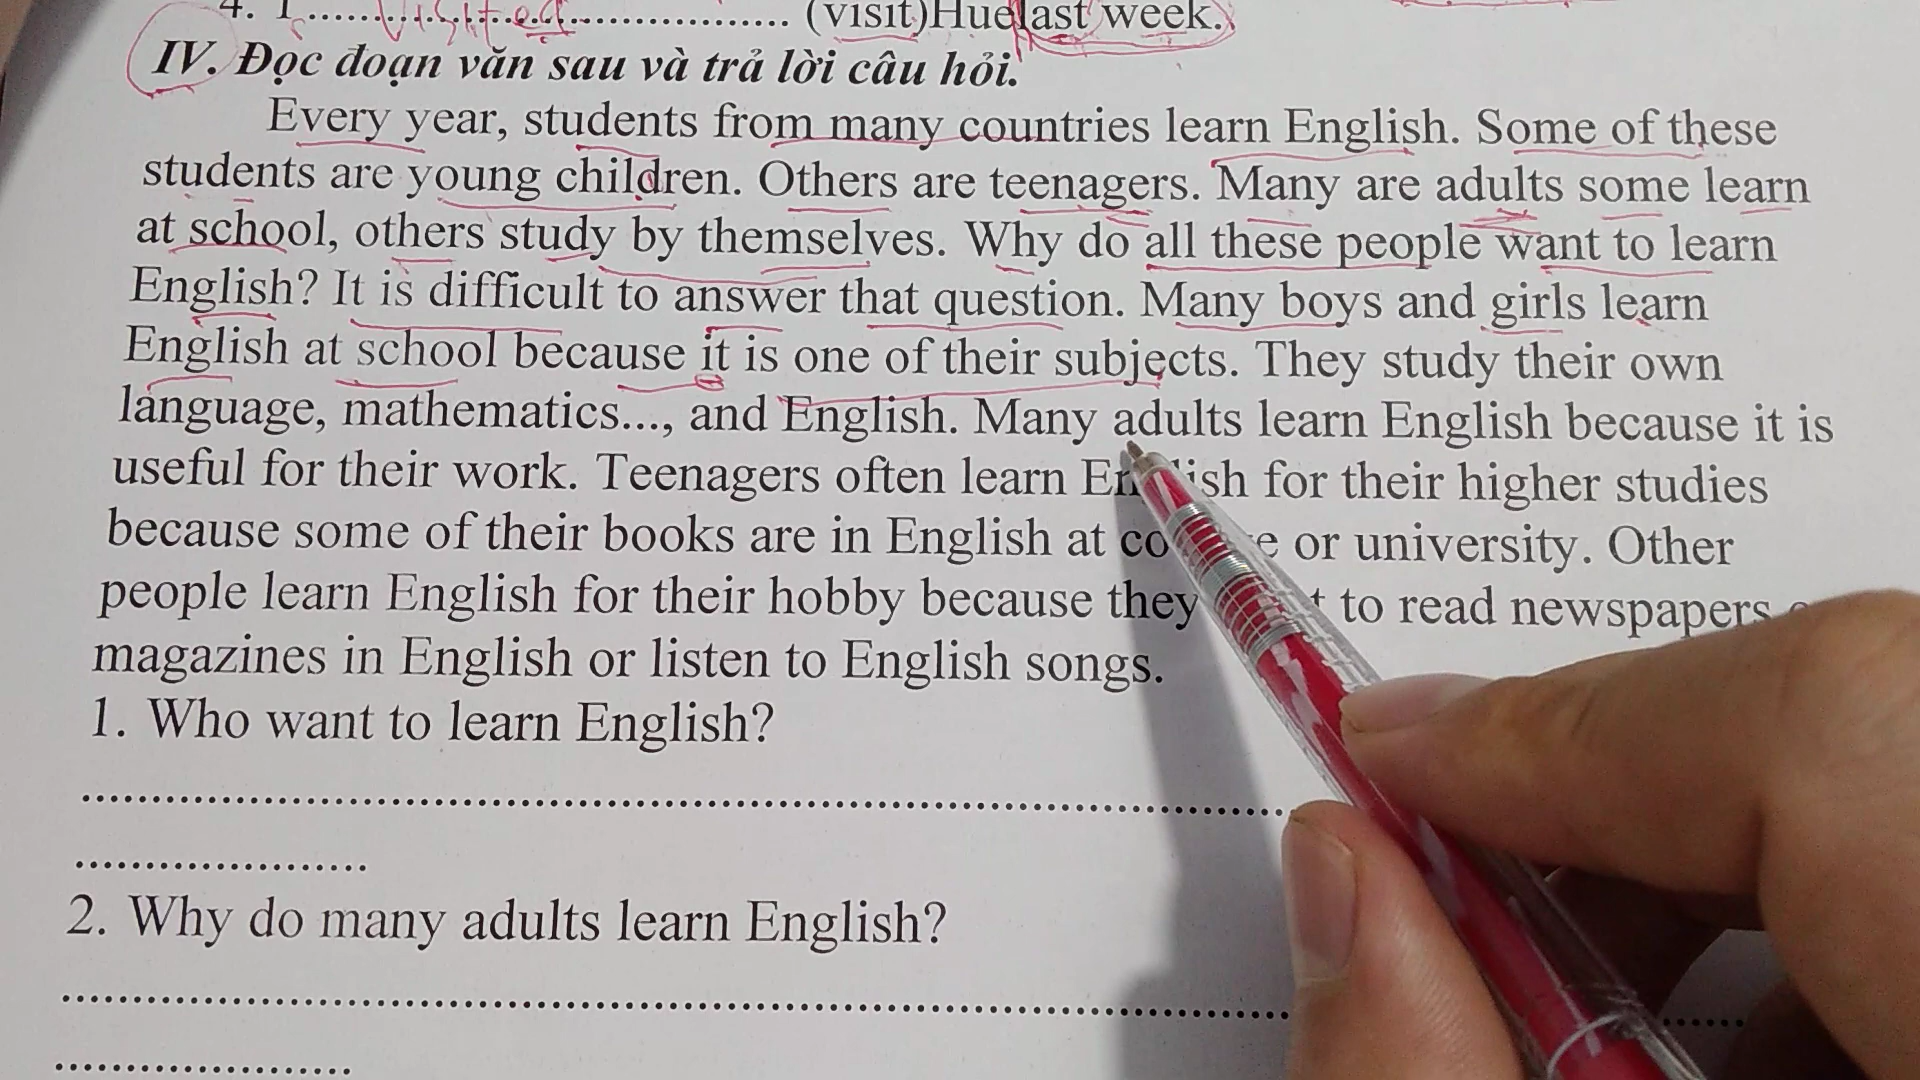 4. I ........visited........................ (visit)Hue last week.
IV. Đọc đoạn văn sau và trả lời câu hỏi.
Every year, students from many countries learn English. Some of these
students are young children. Others are teenagers. Many are adults some learn
at school, others study by themselves. Why do all these people want to learn
English? It is difficult to answer that question. Many boys and girls learn
English at school because it is one of their subjects. They study their own
language, mathematics..., and English. Many adults learn English because it is
useful for their work. Teenagers often learn English for their higher studies
because some of their books are in English at or university. Other
people learn English for their hobby because they to read newspapers
magazines in English or listen to English songs.
1. Who want to learn English?
2. Why do many adults learn English?